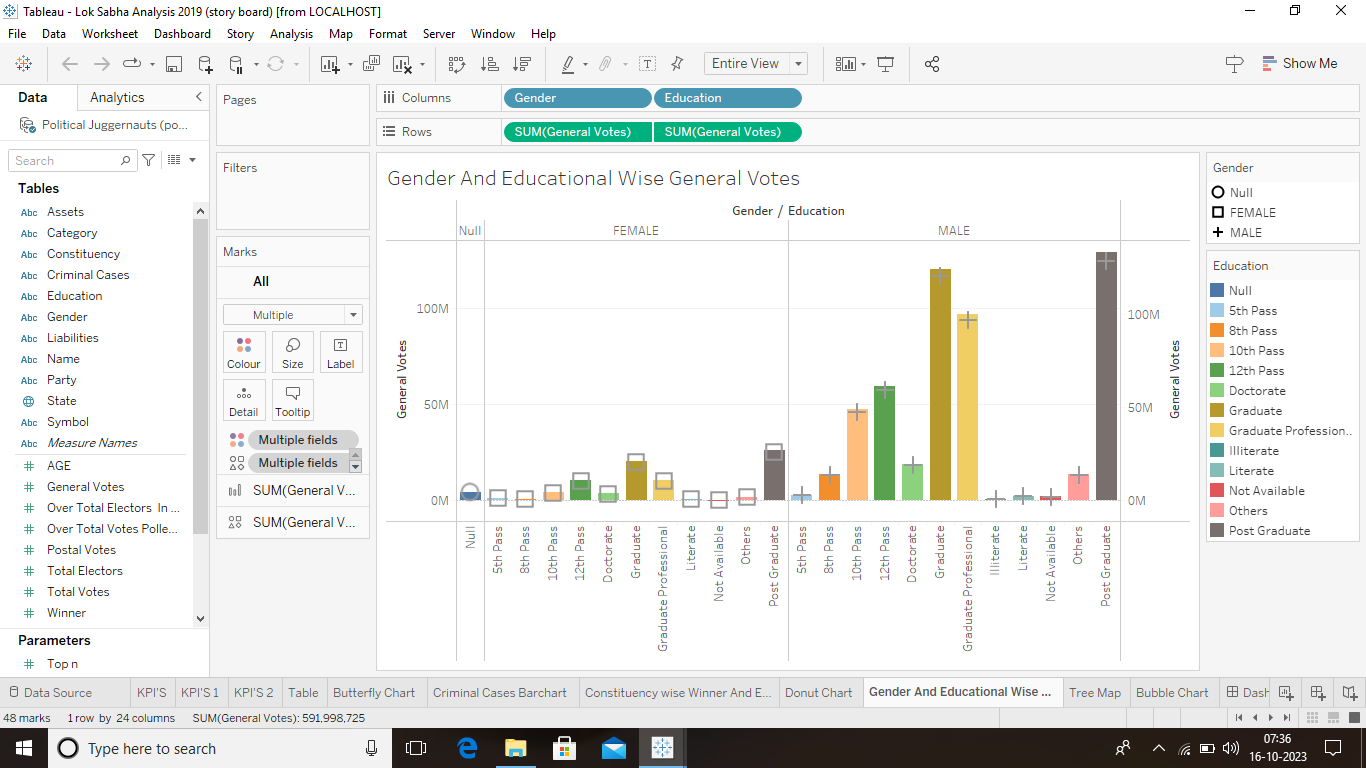 Tableau - Lok Sabha Analysis 2019 (story board) [from LOCALHOST]
File Data Worksheet Dashboard Story Analysis Map Format Server Window Help
Entire View
Show Me
Data Analytics
Political Juggernauts (po...
Search
Tables
Abc Assets
Abc Category
Abc Constituency
Abc Criminal Cases
Abc Education
Abc Gender
Abc Liabilities
Abc Name
Abc Party
State
Abc Symbol
Abc Measure Names
# AGE
# General Votes
# Over Total Electors In ...
# Over Total Votes Polle...
# Postal Votes
# Total Electors
# Total Votes
# Winner
Parameters
# Top n
Pages
Filters
Marks
All
Multiple
Colour Size Label
Detail Tooltip
Multiple fields
Multiple fields
SUM(General V...
SUM(General V...
Columns Gender Education
Rows SUM(General Votes) SUM(General Votes)
Gender And Educational Wise General Votes
Gender / Education
Null FEMALE MALE
General Votes
100M
50M
0M
General Votes
100M
50M
0M
Null
5th Pass
8th Pass
10th Pass
12th Pass
Doctorate
Graduate
Graduate Professional
Literate
Not Available
Others
Post Graduate
5th Pass
8th Pass
10th Pass
12th Pass
Doctorate
Graduate
Graduate Professional
Illiterate
Literate
Not Available
Others
Post Graduate
Gender
Null
FEMALE
MALE
Education
Null
5th Pass
8th Pass
10th Pass
12th Pass
Doctorate
Graduate
Graduate Profession..
Illiterate
Literate
Not Available
Others
Post Graduate
Data Source KPI'S KPI'S 1 KPI'S 2 Table Butterfly Chart Criminal Cases Barchart Constituency wise Winner And E... Donut Chart Gender And Educational Wise ... Tree Map Bubble Chart Dash
48 marks 1 row by 24 columns SUM(General Votes): 591,998,725
Type here to search
07:36
16-10-2023